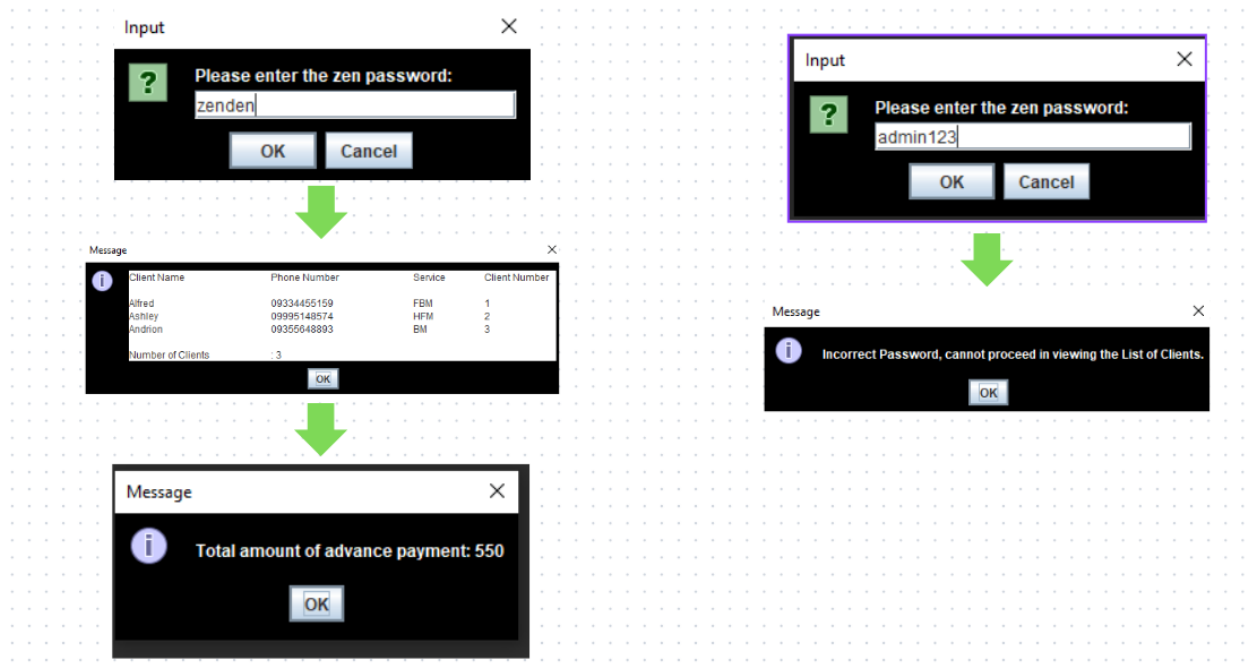 Input
Please enter the zen password:
zenden
OK Cancel
Message
Client Name Phone Number Service Client Number
Alfred 09334455159 FBM 1
Ashley 09995148574 HFM 2
Andrion 09355648893 BM 3
Number of Clients : 3
OK
Message
Total amount of advance payment: 550
OK
Input
Please enter the zen password:
admin123
OK Cancel
Message
Incorrect Password, cannot proceed in viewing the List of Clients.
OK